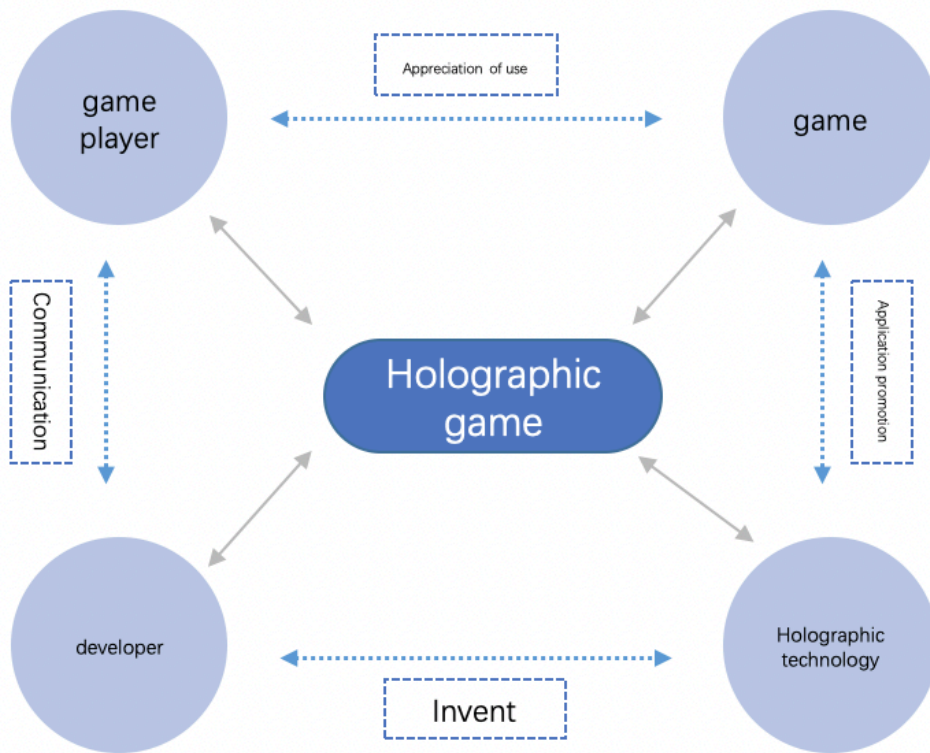 Appreciation of use
game
player
game
Communication
Application promotion
Holographic
game
developer
Holographic
technology
Invent